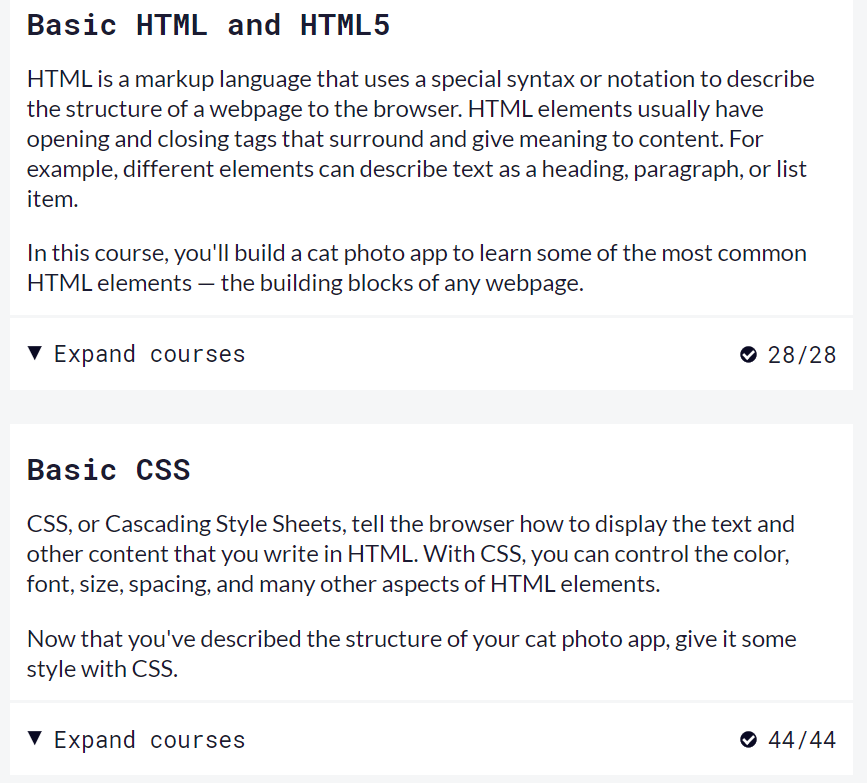 Basic HTML and HTML5
HTML is a markup language that uses a special syntax or notation to describe
the structure of a webpage to the browser. HTML elements usually have
opening and closing tags that surround and give meaning to content. For
example, different elements can describe text as a heading, paragraph, or list
item.
In this course, you'll build a cat photo app to learn some of the most common
HTML elements — the building blocks of any webpage.
Expand courses 28/28
Basic CSS
CSS, or Cascading Style Sheets, tell the browser how to display the text and
other content that you write in HTML. With CSS, you can control the color,
font, size, spacing, and many other aspects of HTML elements.
Now that you've described the structure of your cat photo app, give it some
style with CSS.
Expand courses 44/44